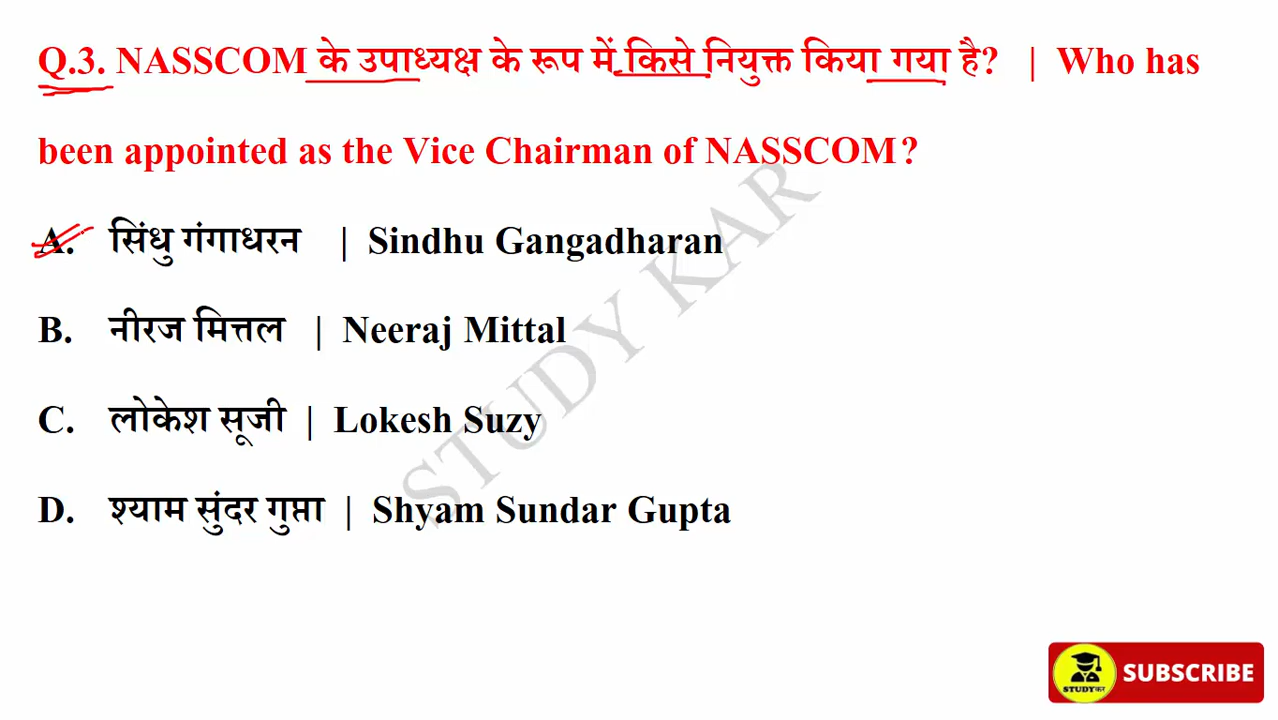 Q.3. NASSCOM के उपाध्यक्ष के रूप में किसे नियुक्त किया गया है? | Who has
been appointed as the Vice Chairman of NASSCOM?
A. सिंधु गंगाधरन | Sindhu Gangadharan
B. नीरज मित्तल | Neeraj Mittal
C. लोकेश सूजी | Lokesh Suzy
D. श्याम सुंदर गुप्ता | Shyam Sundar Gupta
STUDY KAR
STUDYकर SUBSCRIBE